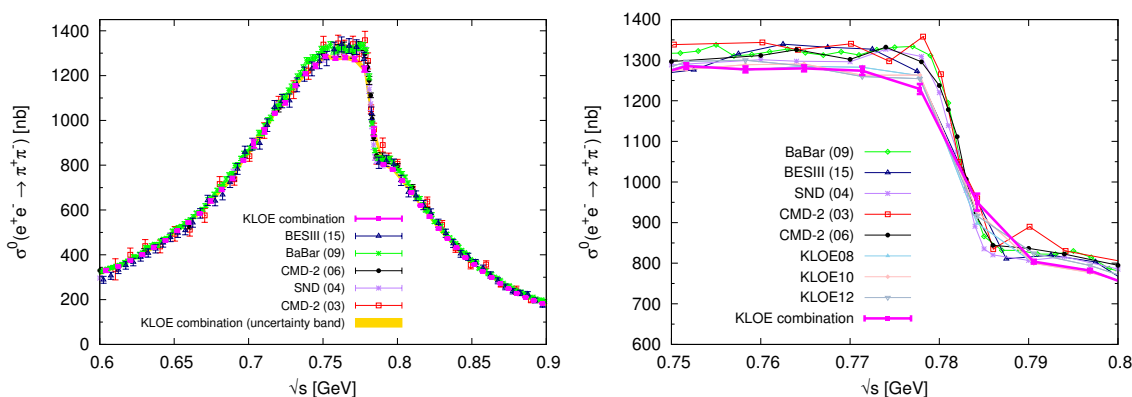 σ⁰(e⁺e⁻ → π⁺π⁻) [nb]
1400
1200
1000
800
600
400
200
0
KLOE combination
BESIII (15)
BaBar (09)
CMD-2 (06)
SND (04)
CMD-2 (03)
KLOE combination (uncertainty band)
0.6
0.65
0.7
0.75
0.8
0.85
0.9
√s [GeV]
σ⁰(e⁺e⁻ → π⁺π⁻) [nb]
1400
1300
1200
1100
1000
900
800
700
600
BaBar (09)
BESIII (15)
SND (04)
CMD-2 (03)
CMD-2 (06)
KLOE08
KLOE10
KLOE12
KLOE combination
0.75
0.76
0.77
0.78
0.79
0.8
√s [GeV]